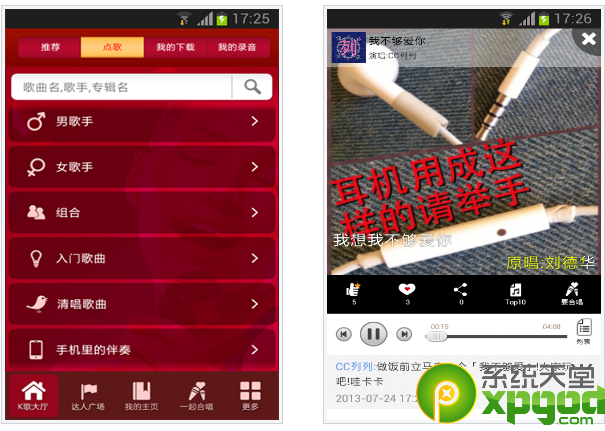 17:25
推荐 点歌 我的下载 我的录音
歌曲名,歌手,专辑名
男歌手
女歌手
组合
入门歌曲
清唱歌曲
手机里的伴奏
K歌大厅 达人广场 我的主页 一起合唱 更多
17:26
列
我不够爱你
演唱:CC列列
耳机用成这
样的请举手
我想我不够爱你
原唱:刘德华
5 3 0 Top10 要合唱
00:15 04:08
列表
CC列列:做饭前立马 「我不够爱
吧!哇卡卡
2013-07-24 17:2
系统天堂
xpgod.com